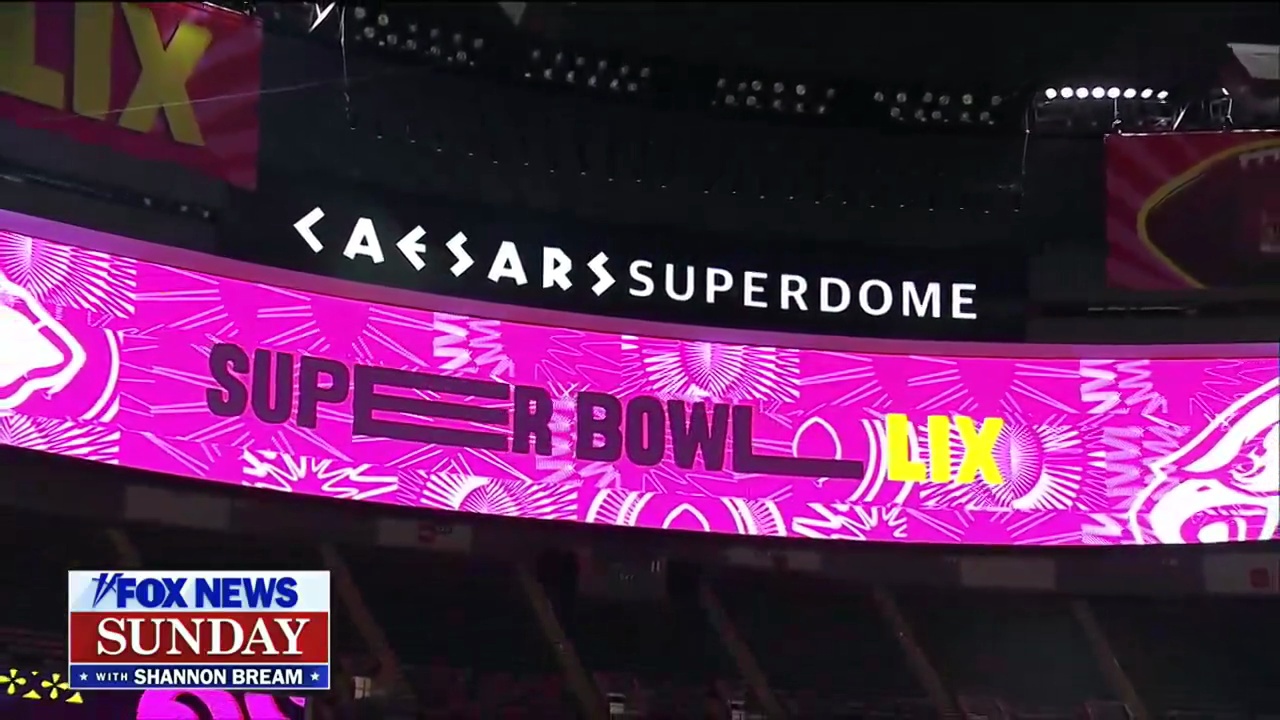 LIX
CAESARS SUPERDOME
SUPER BOWL LIX
FOX NEWS
SUNDAY
WITH SHANNON BREAM